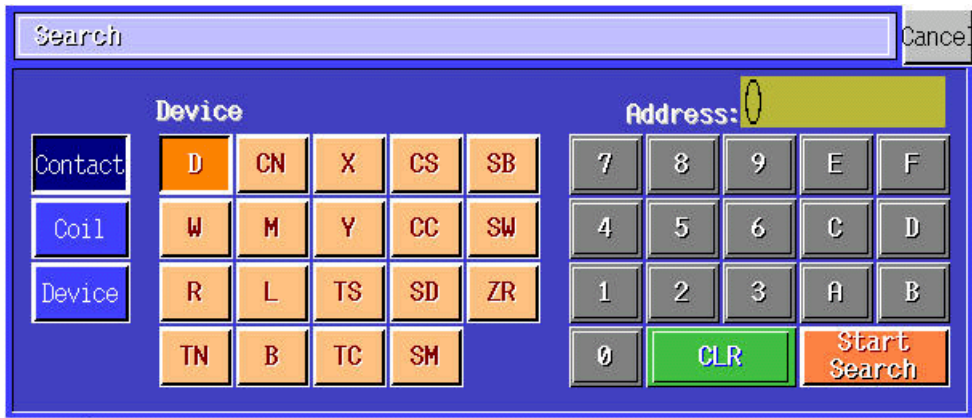 Search Cancel
Device Address: 0
Contact D CN X CS SB 7 8 9 E F
Coil W M Y CC SW 4 5 6 C D
Device R L TS SD ZR 1 2 3 A B
TN B TC SM 0 CLR Start
Search